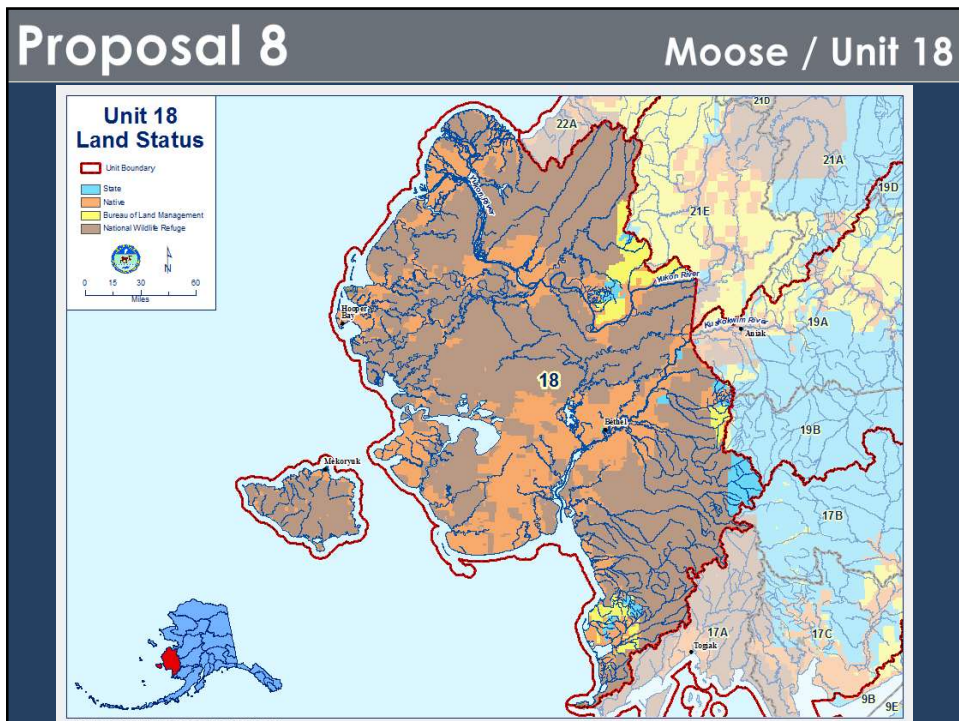 Proposal 8
Moose / Unit 18
Unit 18
Land Status
Unit Boundary
State
Native
Bureau of Land Management
National Wildlife Refuge
N
0 15 30 60
Miles
22A
21D
21A
19D
21E
Yukon River
Yukon River
Kuskokwim River
19A
Aniak
Hooper
Bay
18
Bethel
19B
Mekoryuk
17B
17A
17C
Togiak
9B
9E